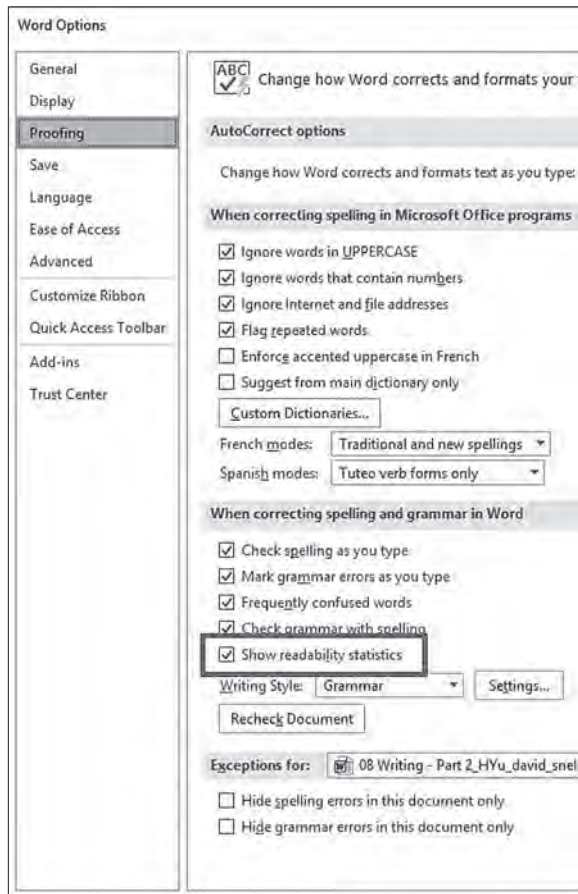 Word Options
General
Display
Proofing
Save
Language
Ease of Access
Advanced
Customize Ribbon
Quick Access Toolbar
Add-ins
Trust Center
ABC
Change how Word corrects and formats your
AutoCorrect options
Change how Word corrects and formats text as you type:
When correcting spelling in Microsoft Office programs
Ignore words in UPPERCASE
Ignore words that contain numbers
Ignore Internet and file addresses
Flag repeated words
Enforce accented uppercase in French
Suggest from main dictionary only
Custom Dictionaries...
French modes: Traditional and new spellings
Spanish modes: Tuteo verb forms only
When correcting spelling and grammar in Word
Check spelling as you type
Mark grammar errors as you type
Frequently confused words
Check grammar with spelling
Show readability statistics
Writing Style: Grammar Settings...
Recheck Document
Exceptions for: 08 Writing - Part 2_HYu_david_snel
Hide spelling errors in this document only
Hide grammar errors in this document only